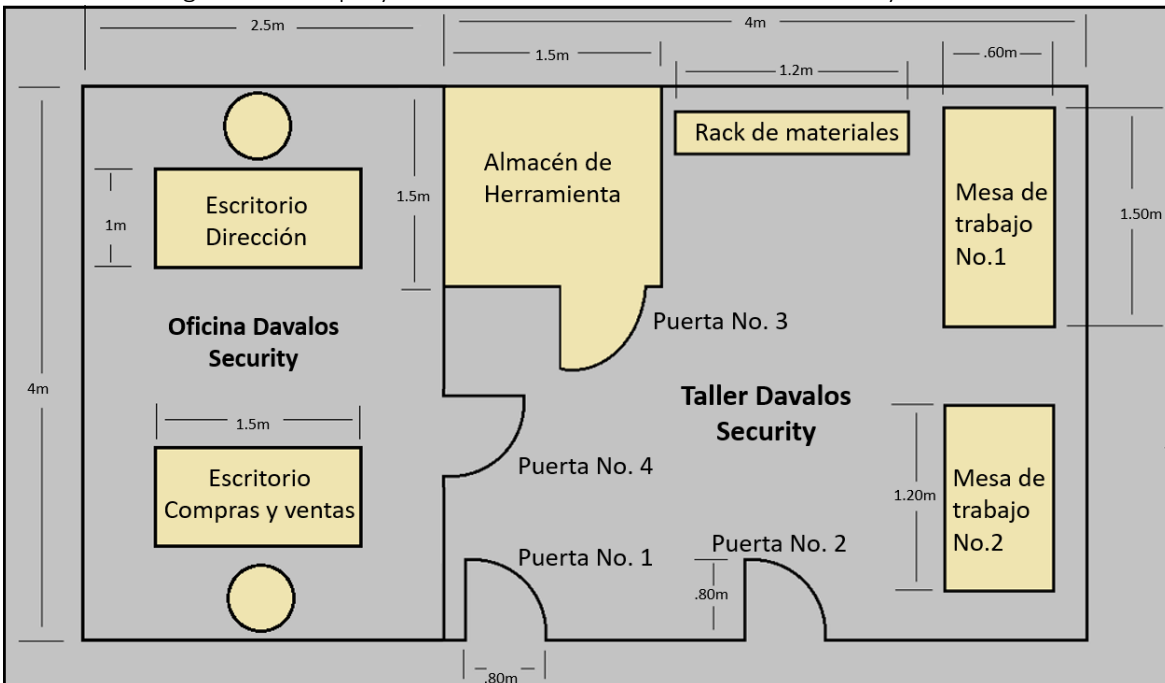 2.5m
4m
1.5m
.60m
1.2m
Rack de materiales
Almacén de
Herramienta
1.5m
Escritorio
Dirección
1m
Mesa de
trabajo
No.1
1.50m
Oficina Davalos
Security
Puerta No. 3
4m
Taller Davalos
Security
1.5m
Puerta No. 4
Escritorio
Compras y ventas
Mesa de
trabajo
No.2
1.20m
Puerta No. 1
Puerta No. 2
.80m
.80m